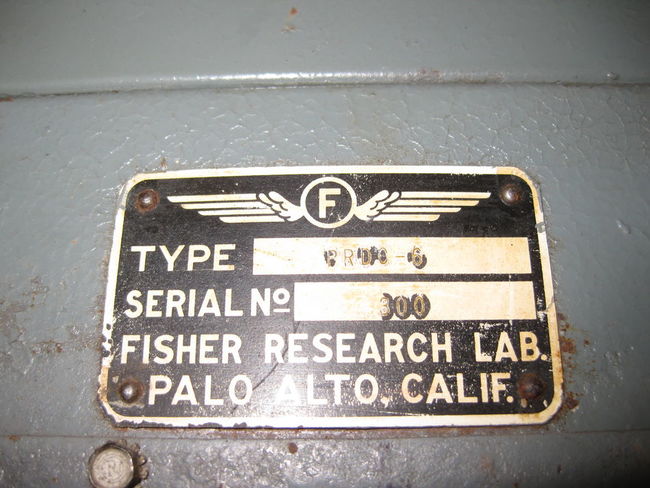 F
TYPE
SERIAL Nº 300
FISHER RESEARCH LAB.
PALO ALTO, CALIF.